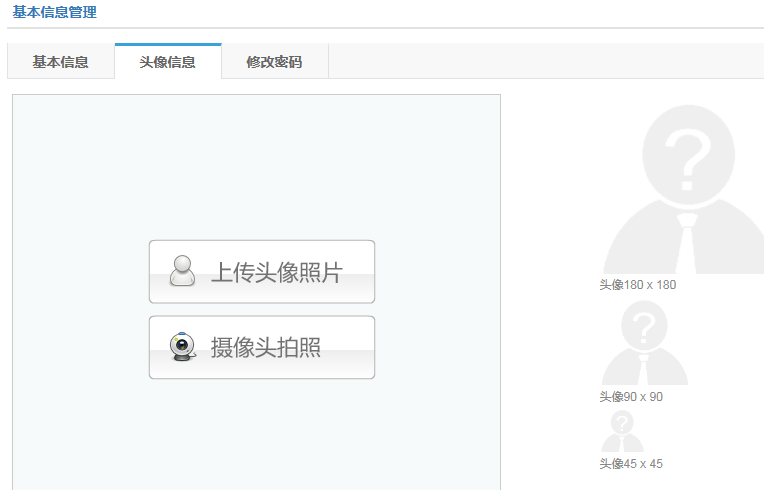 基本信息管理
基本信息 头像信息 修改密码
上传头像照片
摄像头拍照
头像180 x 180
头像90 x 90
头像45 x 45